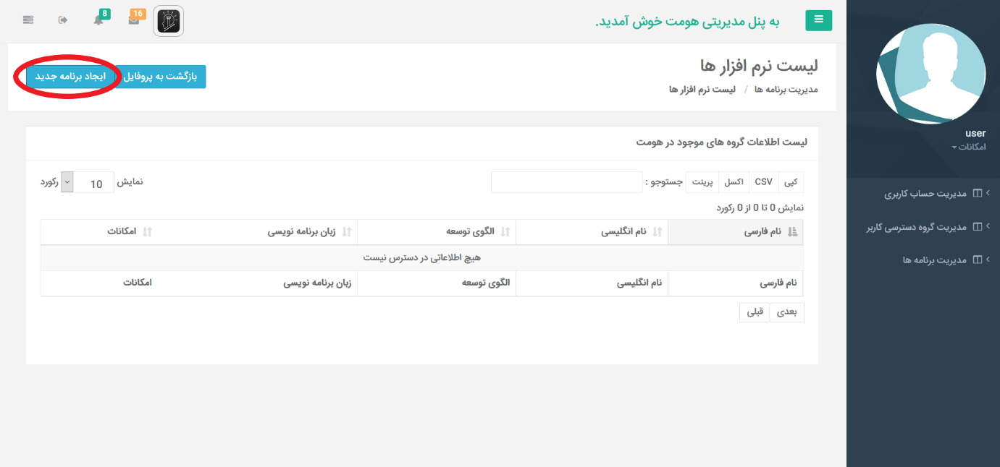 به پنل مدیریتی هومت خوش آمدید.
16
8
user
امکانات
مدیریت حساب کاربری
مدیریت گروه دسترسی کاربر
مدیریت برنامه ها
لیست نرم افزار ها
مدیریت برنامه ها / لیست نرم افزار ها
بازگشت به پروفایل
ایجاد برنامه جدید
لیست اطلاعات گروه های موجود در هومت
کپی CSV اکسل پرینت جستوجو :
نمایش 10 رکورد
نمایش 0 تا 0 از 0 رکورد
نام فارسی نام انگلیسی الگوی توسعه زبان برنامه نویسی امکانات
هیچ اطلاعاتی در دسترس نیست
نام فارسی نام انگلیسی الگوی توسعه زبان برنامه نویسی امکانات
بعدی قبلی